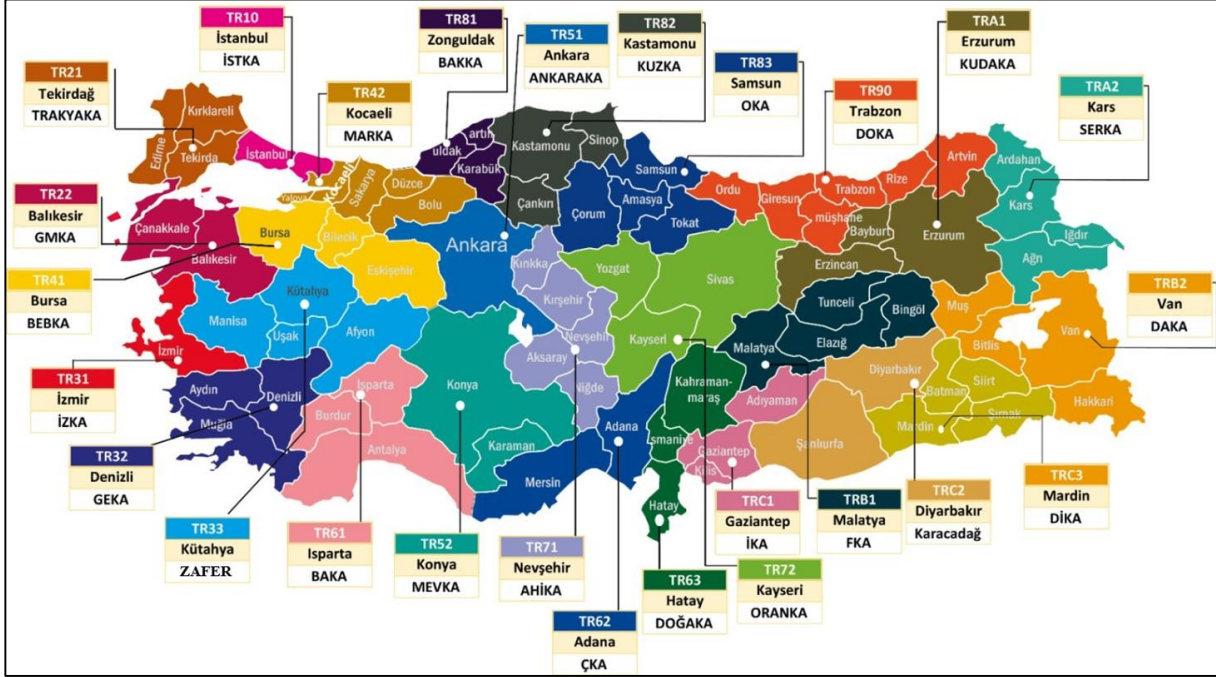 TR10
İstanbul
İSTKA
TR81
Zonguldak
BAKKA
TR51
Ankara
ANKARAKA
TR82
Kastamonu
KUZKA
TR83
Samsun
OKA
TRA1
Erzurum
KUDAKA
TR21
Tekirdağ
TRAKYAKA
TR42
Kocaeli
MARKA
TR90
Trabzon
DOKA
TRA2
Kars
SERKA
TR22
Balıkesir
GMKA
TR41
Bursa
BEBKA
TRB2
Van
DAKA
TR31
İzmir
İZKA
TR32
Denizli
GEKA
TR33
Kütahya
ZAFER
TR61
Isparta
BAKA
TR52
Konya
MEVKA
TR71
Nevşehir
AHİKA
TR62
Adana
ÇKA
TR63
Hatay
DOĞAKA
TR72
Kayseri
ORANKA
TRC1
Gaziantep
İKA
TRB1
Malatya
FKA
TRC2
Diyarbakır
Karacadağ
TRC3
Mardin
DİKA
Kırklareli
Edirne
Tekirda
İstanbul
Yalova
Kocaeli
Sakarya
Düzce
Bolu
uldak
artın
Karabük
Kastamonu
Sinop
Çankırı
Samsun
Çorum
Amasya
Tokat
Ordu
Giresun
Trabzon
Rize
Artvin
müşhane
Bayburt
Erzurum
Erzincan
Ardahan
Kars
Iğdır
Ağrı
Çanakkale
Balıkesir
Bursa
Bilecik
Eskişehir
Ankara
Kırıkka
Kırşehir
Nevşehir
Aksaray
Niğde
Yozgat
Sivas
Kayseri
Tunceli
Bingöl
Elazığ
Malatya
Muş
Bitlis
Van
Hakkari
Manisa
Kütahya
Uşak
Afyon
İzmir
Aydın
Denizli
Muğla
Isparta
Burdur
Antalya
Konya
Karaman
Mersin
Adana
Kahraman-
maraş
smaniye
Hatay
Adıyaman
Gaziantep
Kilis
Diyarbakır
Şanlıurfa
Batman
Siirt
Mardin
Şırnak